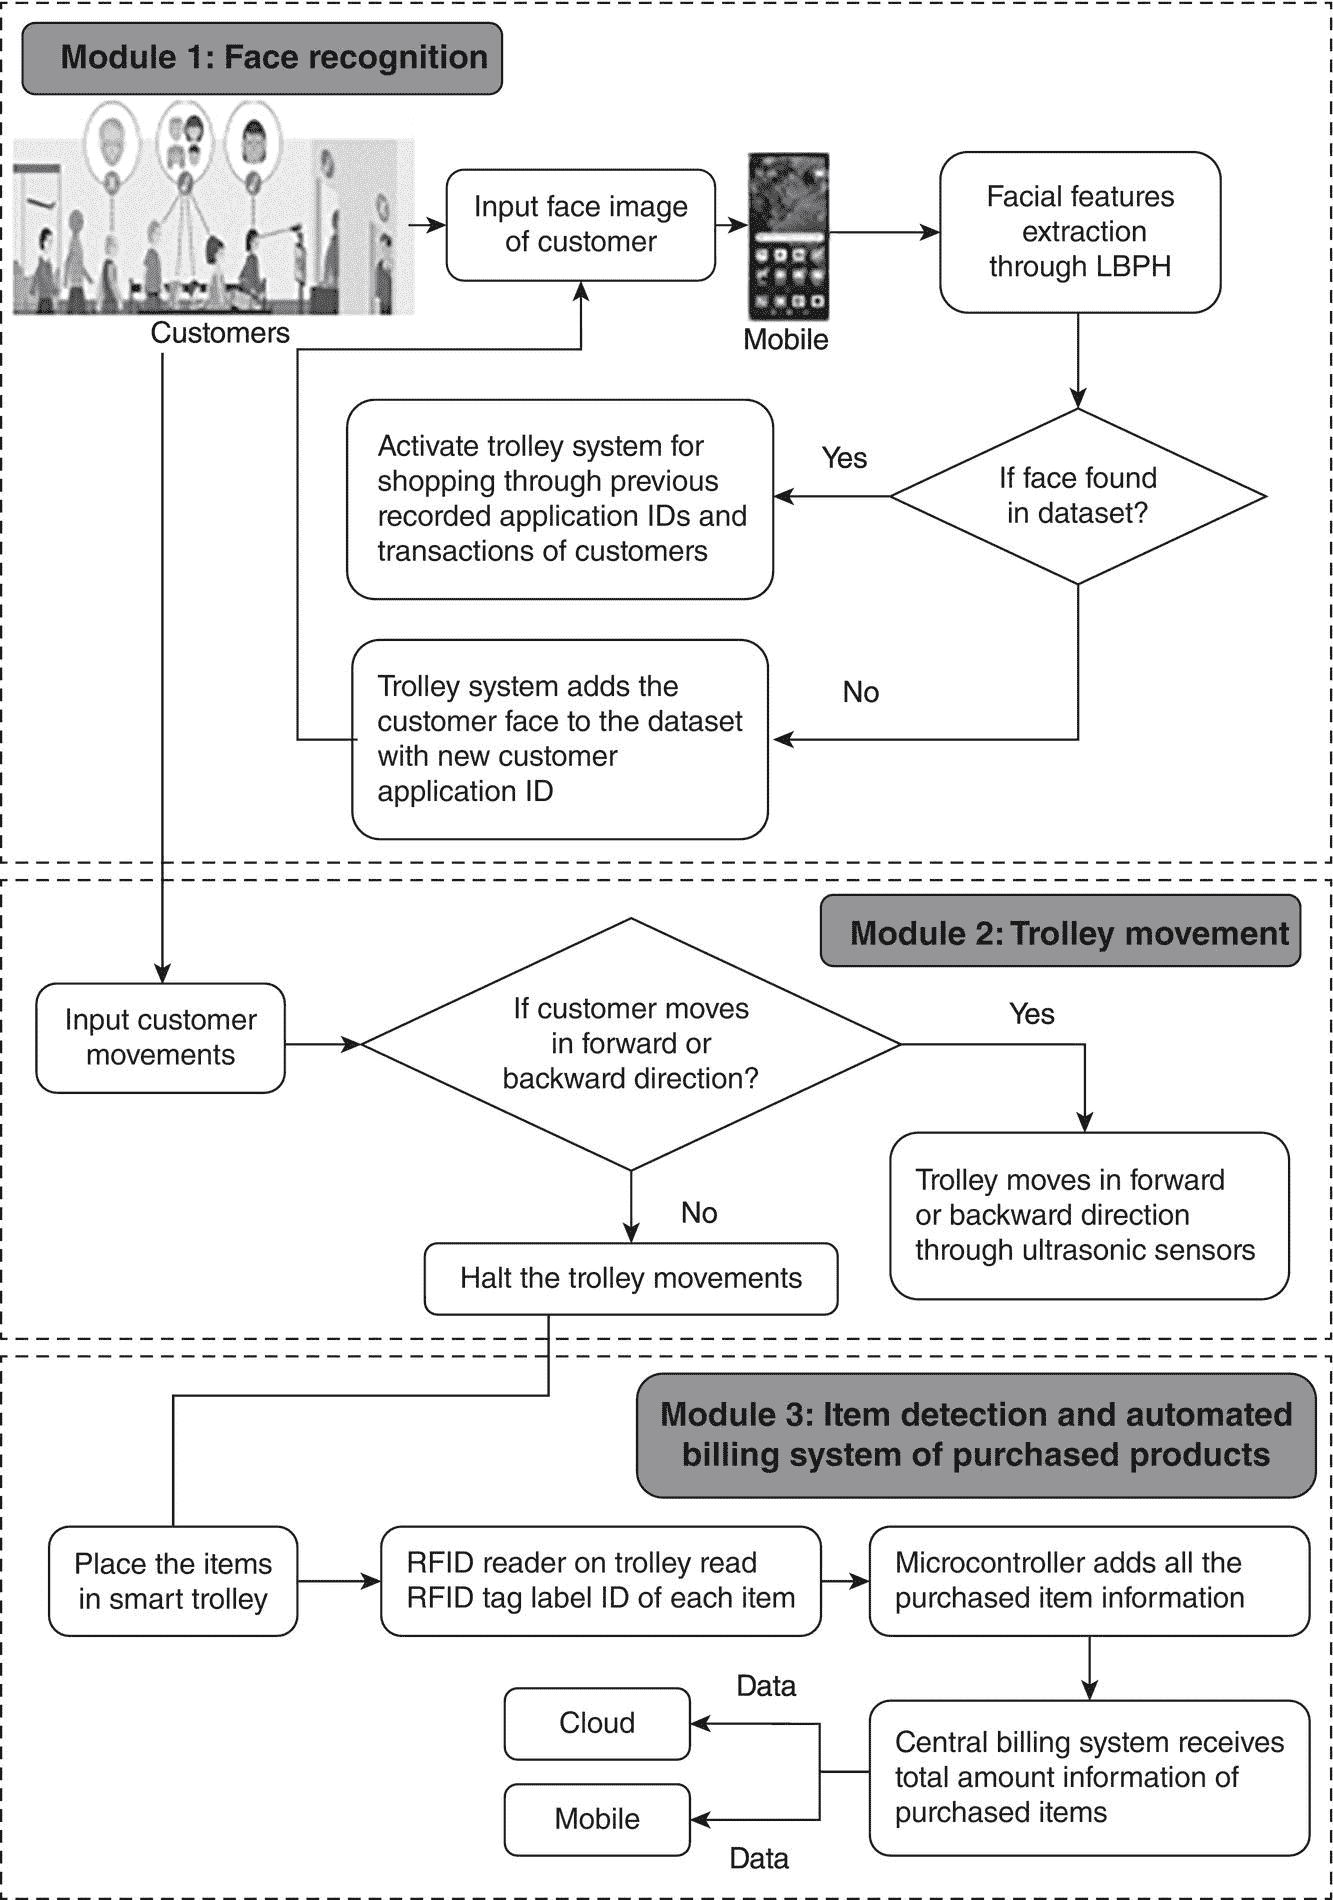 Module 1: Face recognition
Input face image
of customer
Facial features
extraction
through LBPH
Customers
Mobile
Activate trolley system for
shopping through previous
recorded application IDs and
transactions of customers
Yes
If face found
in dataset?
Trolley system adds the
customer face to the dataset
with new customer
application ID
No
Module 2: Trolley movement
Input customer
movements
If customer moves
in forward or
backward direction?
Yes
Trolley moves in forward
or backward direction
through ultrasonic sensors
No
Halt the trolley movements
Module 3: Item detection and automated
billing system of purchased products
Place the items
in smart trolley
RFID reader on trolley read
RFID tag label ID of each item
Microcontroller adds all the
purchased item information
Data
Cloud
Central billing system receives
total amount information of
purchased items
Mobile
Data